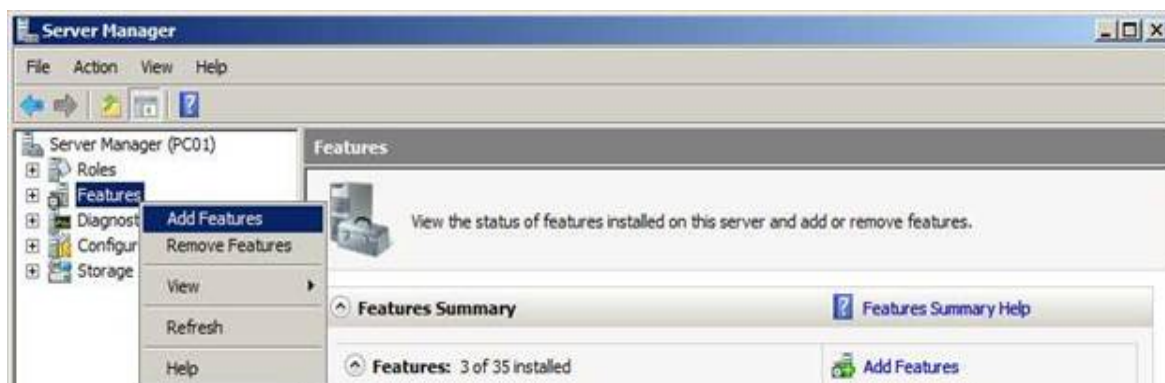 Server Manager
File Action View Help
Server Manager (PC01)
Roles
Features
Diagnost
Configur
Storage
Add Features
Remove Features
View
Refresh
Help
Features
View the status of features installed on this server and add or remove features.
Features Summary
Features Summary Help
Features: 3 of 35 installed
Add Features